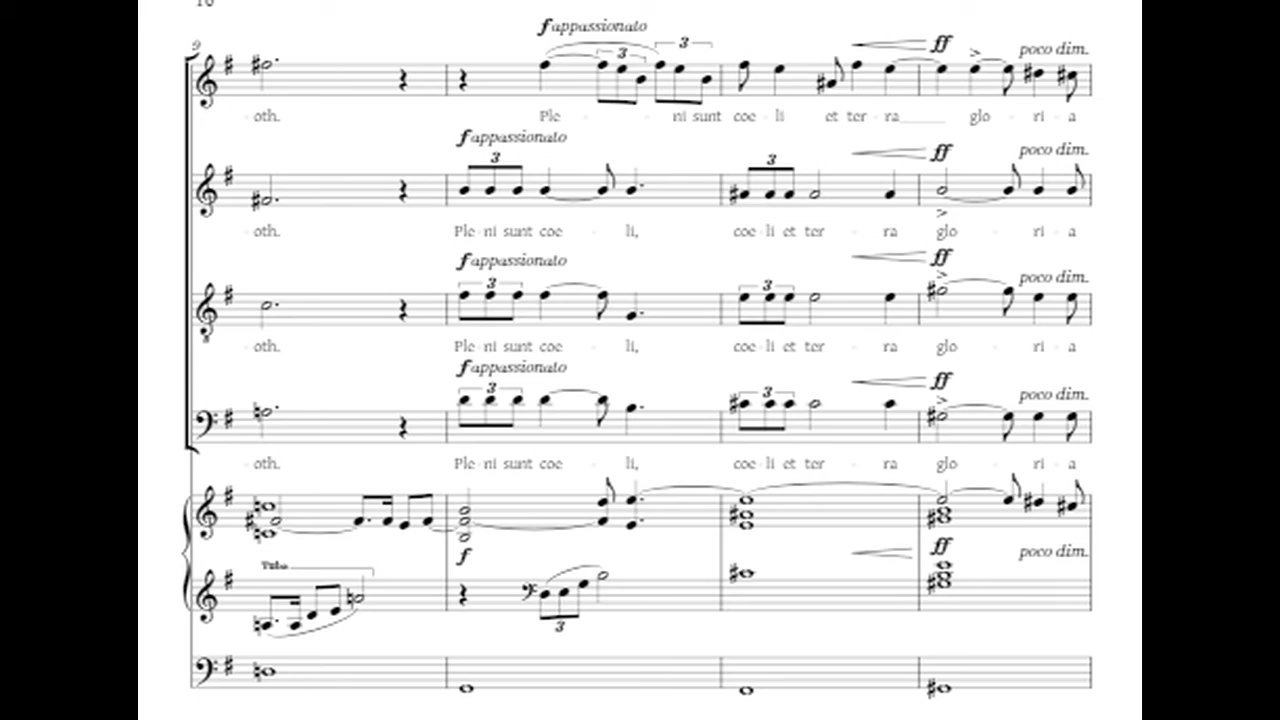 f appassionato
9
3 3
ff
poco dim.
oth. Ple - ni sunt coe - li et ter - ra glo - ri - a
f appassionato
3 3
ff
poco dim.
oth. Ple - ni sunt coe - li, coe - li et ter - ra glo - ri - a
f appassionato
3 3
ff
poco dim.
8
oth. Ple - ni sunt coe - li, coe - li et ter - ra glo - ri - a
f appassionato
3 3
ff
poco dim.
oth. Ple - ni sunt coe - li, coe - li et ter - ra glo - ri - a
f
ff
poco dim.
Tuba
3